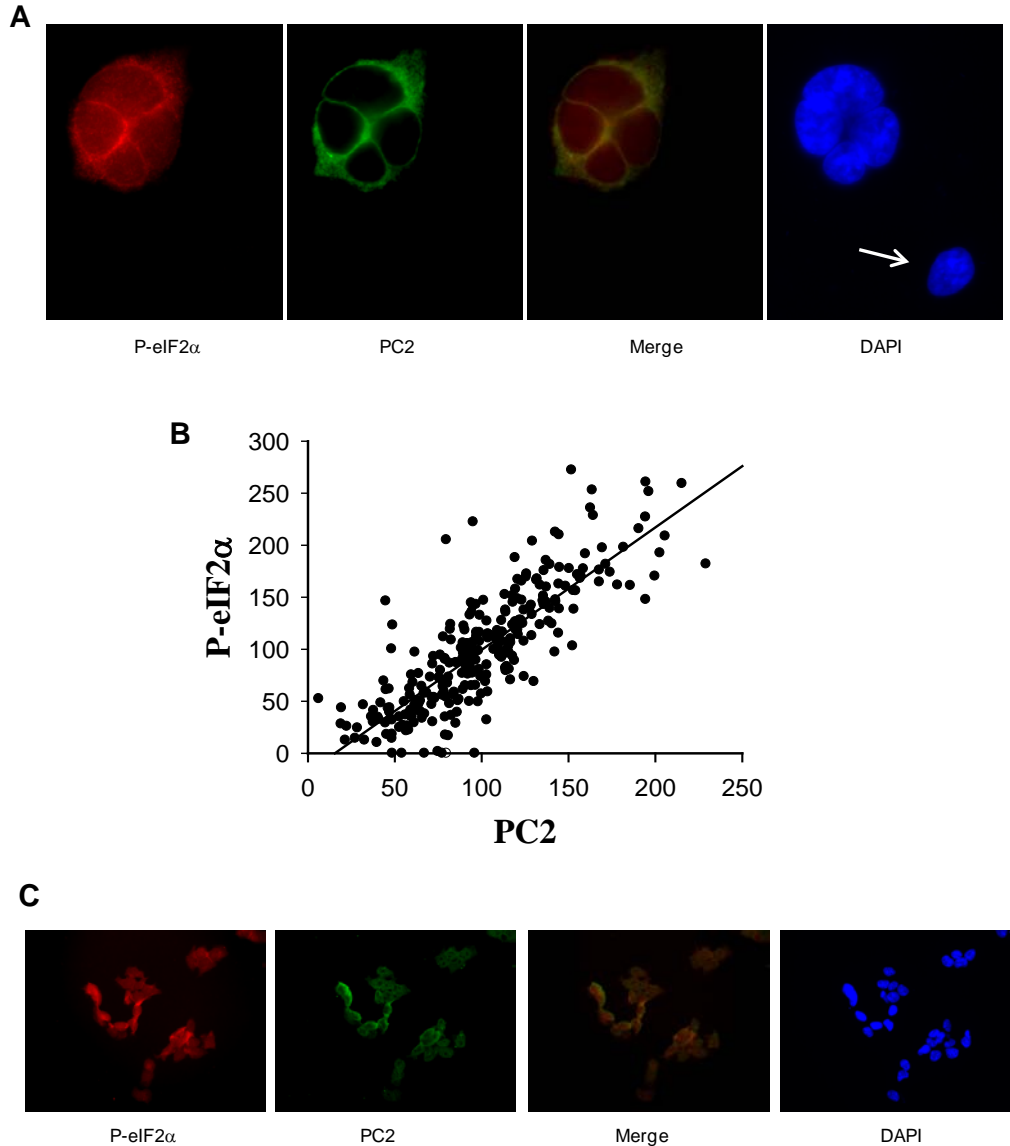 A
P-eIF2α PC2 Merge DAPI
B
300
250
200
150
100
50
0
P-eIF2α
0 50 100 150 200 250
PC2
C
P-eIF2α PC2 Merge DAPI